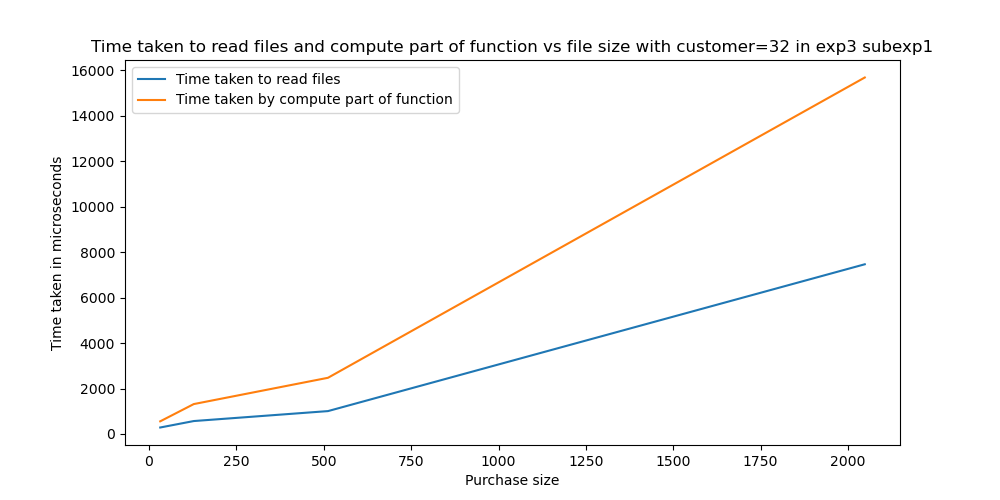 Time taken to read files and compute part of function vs file size with customer=32 in exp3 subexp1
Time taken to read files
Time taken by compute part of function
16000
14000
12000
10000
8000
6000
4000
2000
0
Time taken in microseconds
0 250 500 750 1000 1250 1500 1750 2000
Purchase size